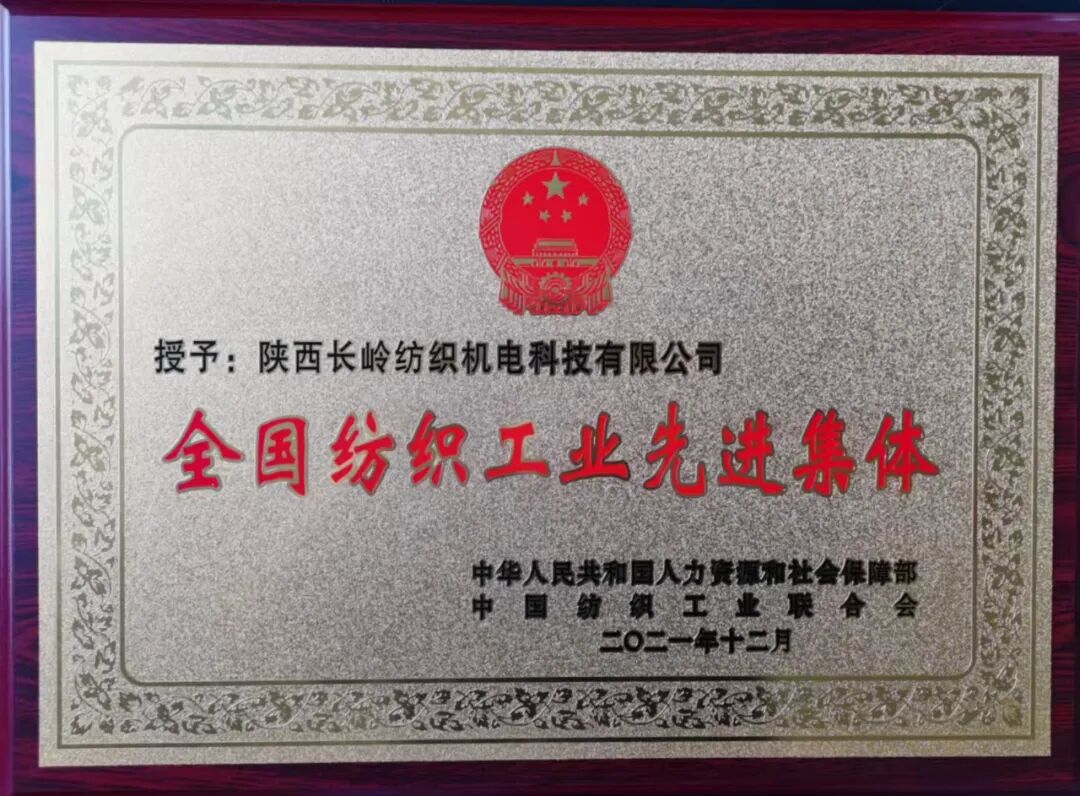 授予：陕西长岭纺织机电科技有限公司
全国纺织工业先进集体
中华人民共和国人力资源和社会保障部
中国纺织工业联合会
二〇二一年十二月